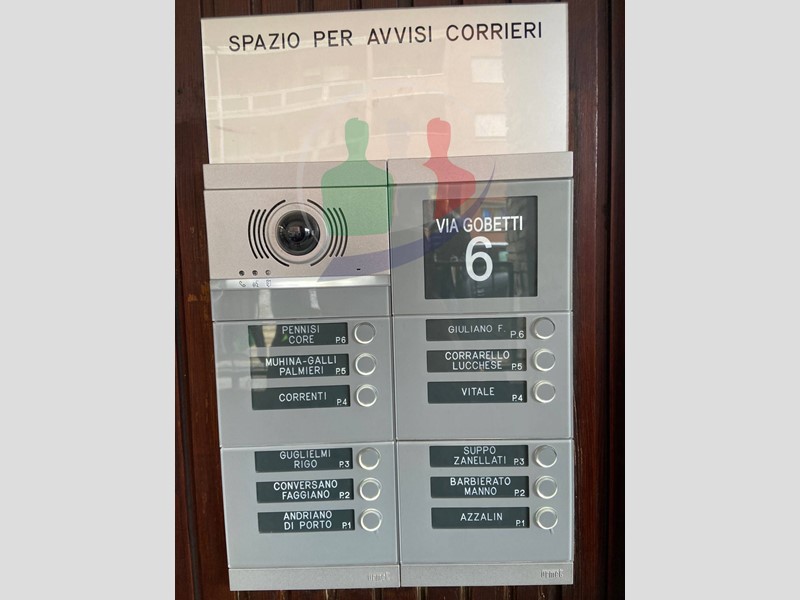 SPAZIO PER AVVISI CORRIERI
VIA GOBETTI
6
PENNISI
CORE P.6
MUHINA-GALLI
PALMIERI P.5
CORRENTI P.4
GUGLIELMI
RIGO P.3
CONVERSANO
FAGGIANO P.2
ANDRIANO
DI PORTO P.1
GIULIANO F. P.6
CORRARELLO
LUCCHESE P.5
VITALE P.4
SUPPO
ZANELLATI P.3
BARBIERATO
MANNO P.2
AZZALIN P.1
urmet
urmet